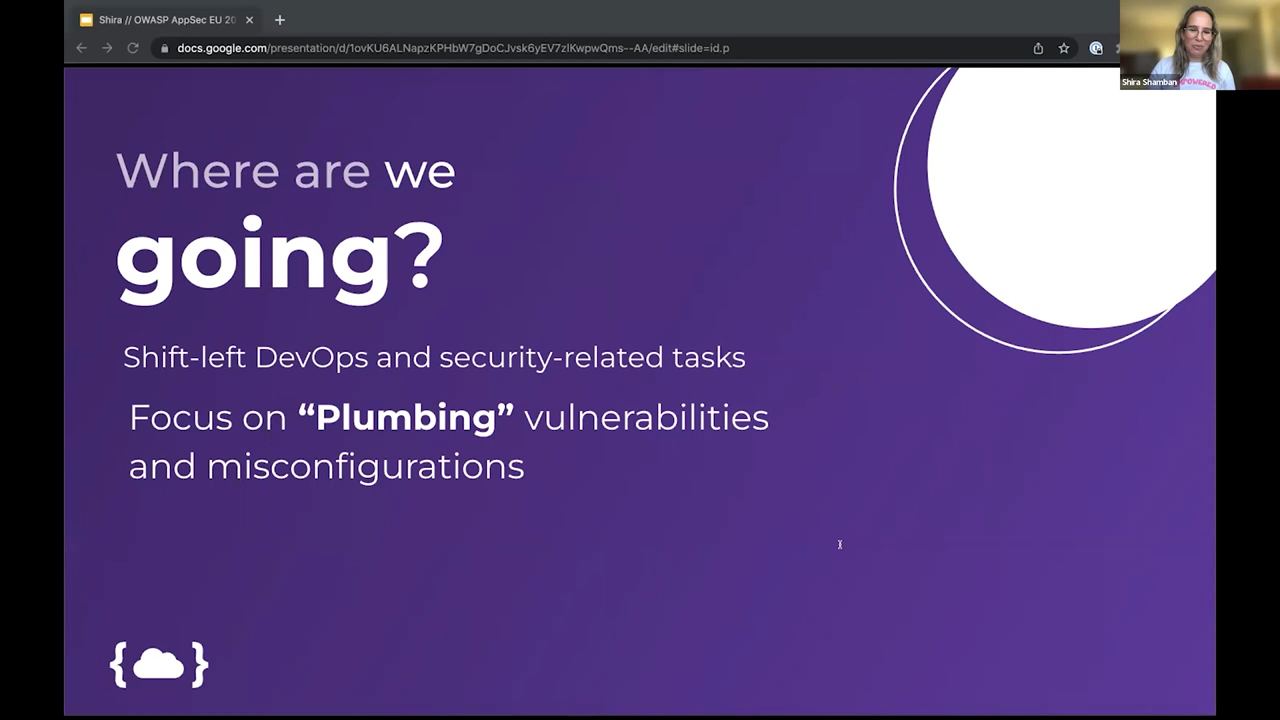 Shira // OWASP AppSec EU 20
docs.google.com/presentation/d/1ovKU6ALNapzKPHbW7gDoCJvsk6yEV7zlKwpwQms--AA/edit#slide=id.p
Shira Shamban
POWERED
Where are we
going?
Shift-left DevOps and security-related tasks
Focus on “Plumbing” vulnerabilities
and misconfigurations